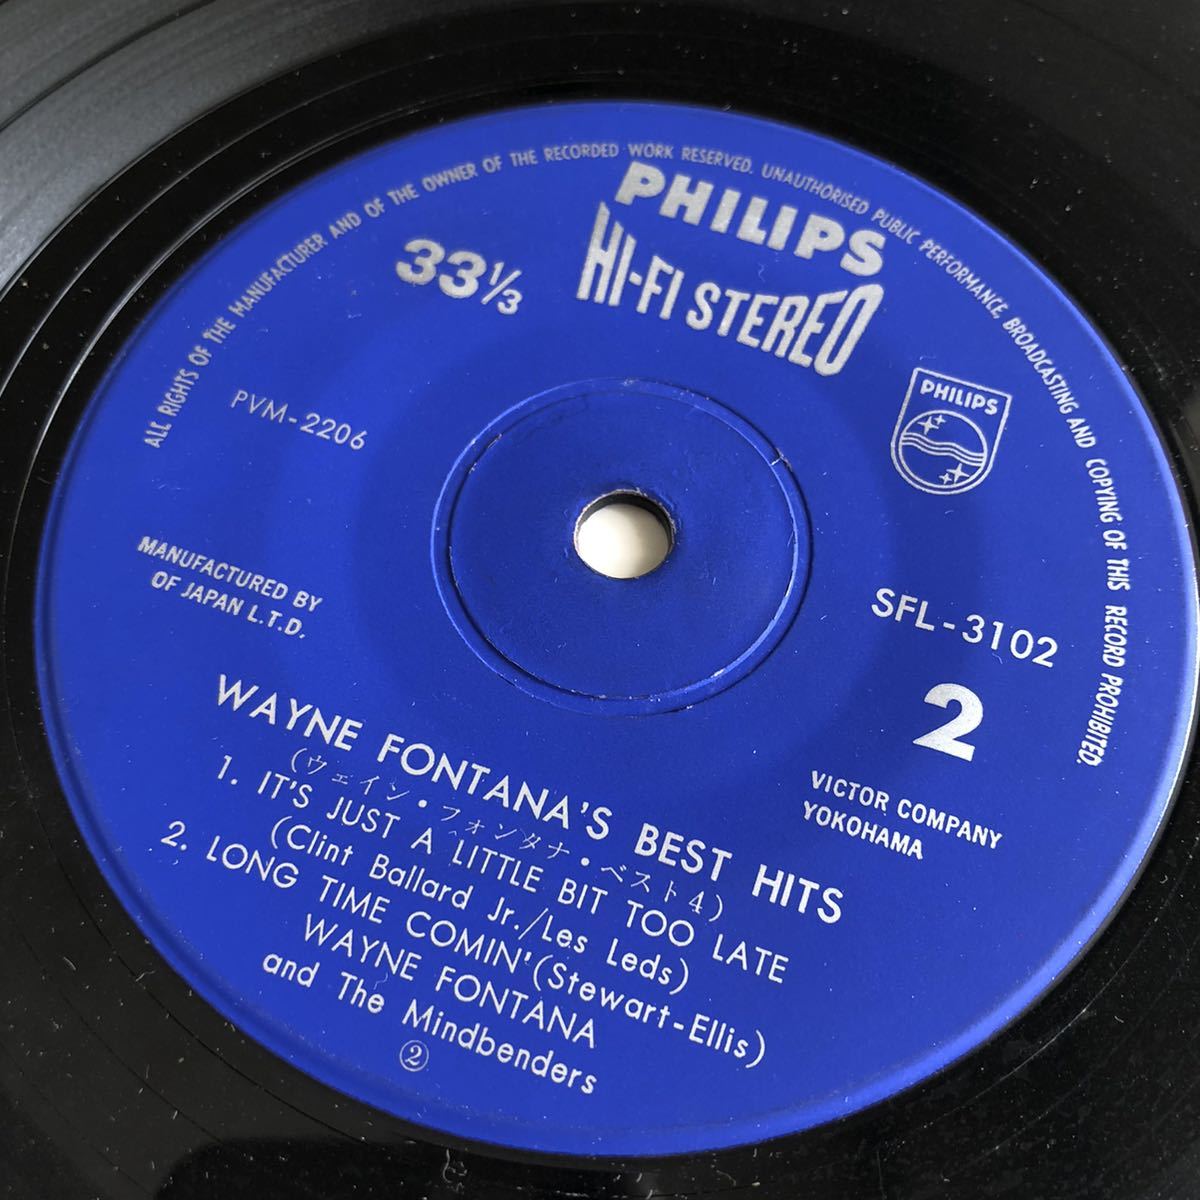 ALL RIGHTS OF THE MANUFACTURER AND OF THE OWNER OF THE RECORDED WORK RESERVED. UNAUTHORISED PUBLIC PERFORMANCE, BROADCASTING AND COPYING OF THIS RECORD PROHIBITED.
PHILIPS
HI-FI STEREO
33⅓
PHILIPS
PVM-2206
MANUFACTURED BY
OF JAPAN L.T.D.
SFL-3102
2
VICTOR COMPANY
YOKOHAMA
WAYNE FONTANA'S BEST HITS
(ウェイン・フォンタナ・ベスト4)
1. IT'S JUST A LITTLE BIT TOO LATE
(Clint Ballard Jr./Les Leds)
2. LONG TIME COMIN' (Stewart-Ellis)
WAYNE FONTANA
and The Mindbenders
②